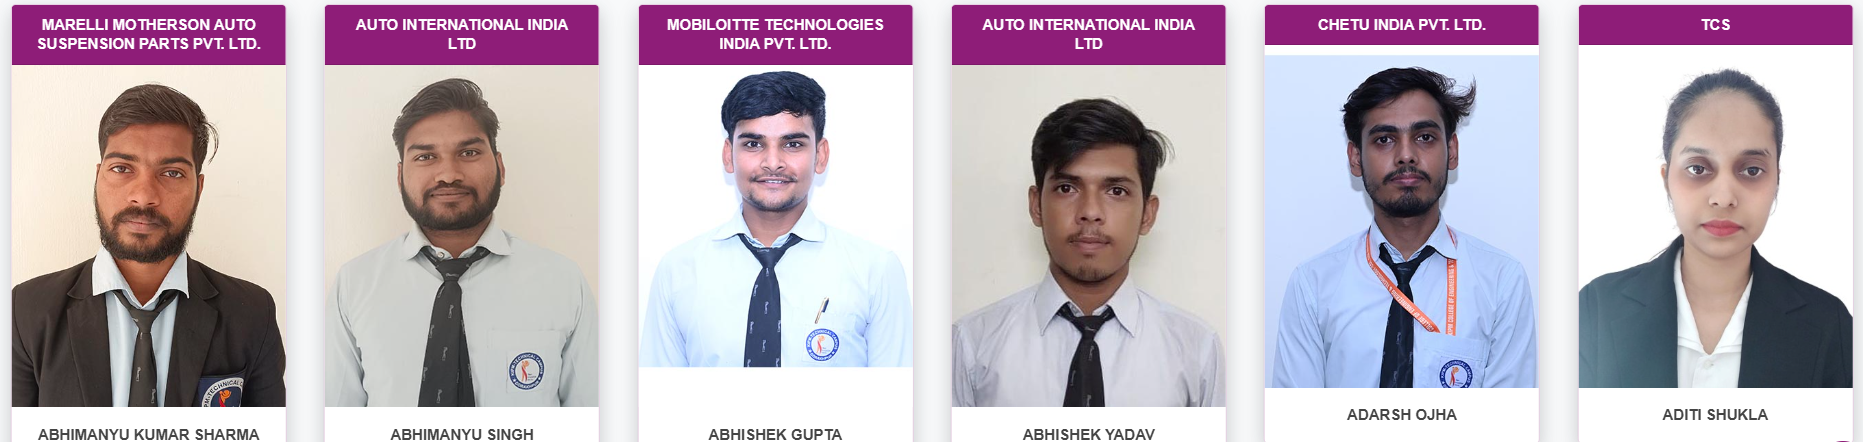 MARELLI MOTHERSON AUTO
SUSPENSION PARTS PVT. LTD.
ABHIMANYU KUMAR SHARMA
AUTO INTERNATIONAL INDIA
LTD
ABHIMANYU SINGH
MOBILOITTE TECHNOLOGIES
INDIA PVT. LTD.
ABHISHEK GUPTA
AUTO INTERNATIONAL INDIA
LTD
ABHISHEK YADAV
CHETU INDIA PVT. LTD.
ADARSH OJHA
TCS
ADITI SHUKLA